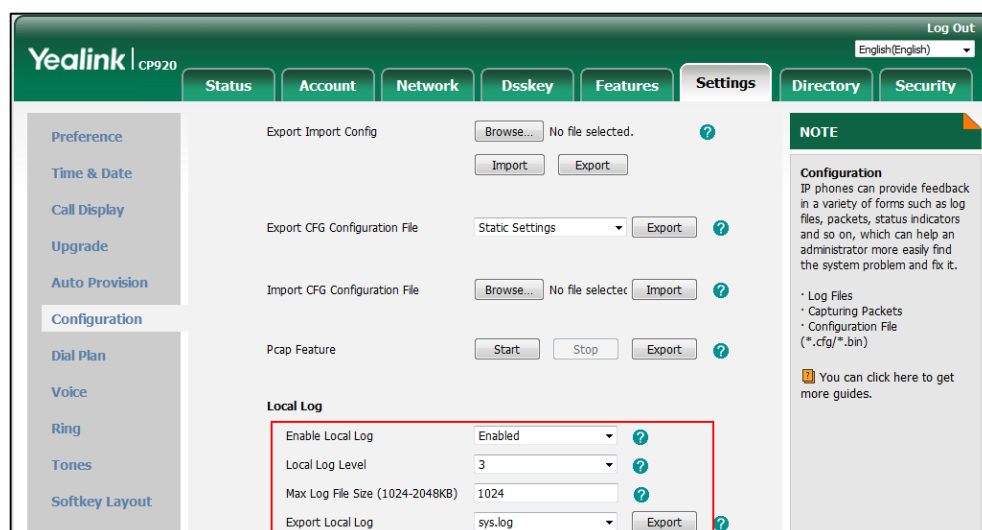 Log Out
Yealink | CP920
English(English)
Status Account Network Dsskey Features Settings Directory Security
Preference
Time & Date
Call Display
Upgrade
Auto Provision
Configuration
Dial Plan
Voice
Ring
Tones
Softkey Layout
Export Import Config Browse... No file selected.
Import Export
Export CFG Configuration File Static Settings Export
Import CFG Configuration File Browse... No file selectec Import
Pcap Feature Start Stop Export
Local Log
Enable Local Log Enabled
Local Log Level 3
Max Log File Size (1024-2048KB) 1024
Export Local Log sys.log Export
NOTE
Configuration
IP phones can provide feedback
in a variety of forms such as log
files, packets, status indicators
and so on, which can help an
administrator more easily find
the system problem and fix it.
· Log Files
· Capturing Packets
· Configuration File
(*.cfg/*.bin)
You can click here to get
more guides.